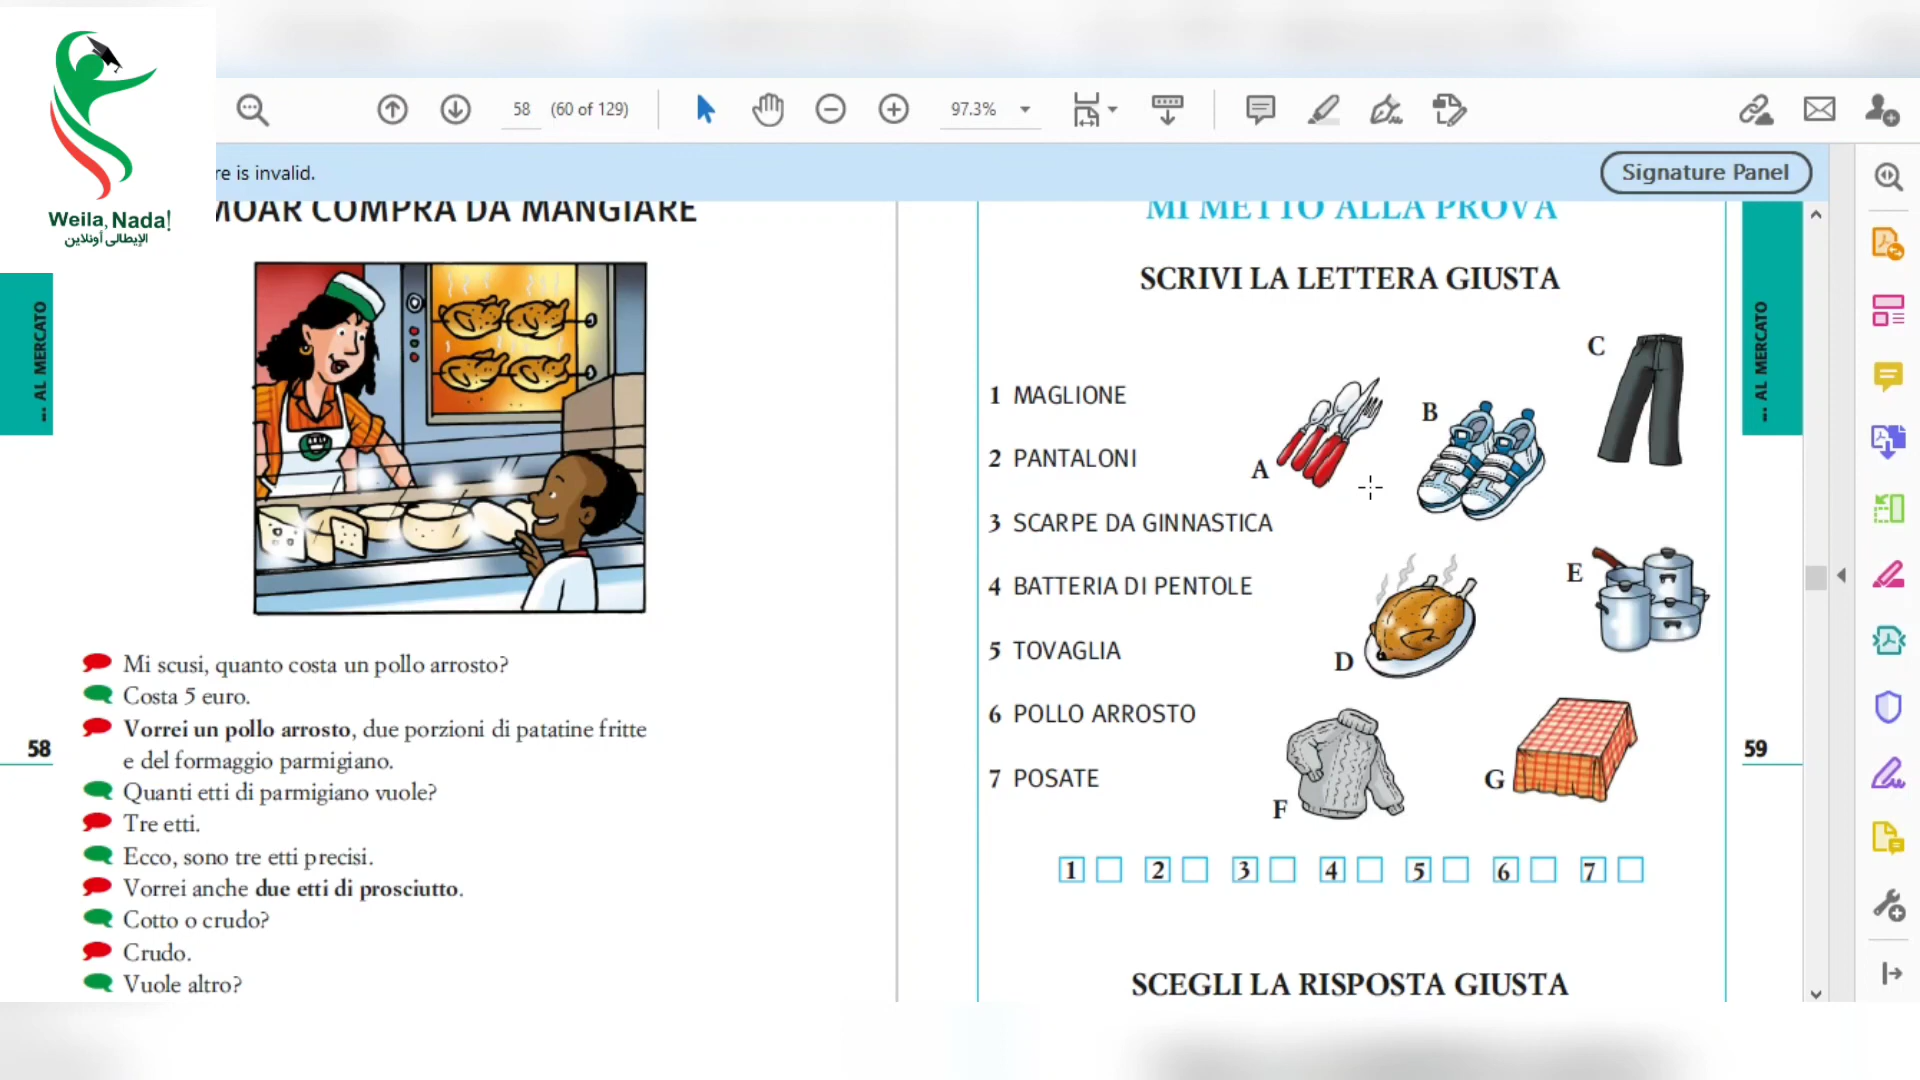 Weila, Nada!
الإيطالى أونلاين
58 (60 of 129)
97.3%
re is invalid.
Signature Panel
MOAR COMPRA DA MANGIARE
... AL MERCATO
Mi scusi, quanto costa un pollo arrosto?
Costa 5 euro.
Vorrei un pollo arrosto, due porzioni di patatine fritte
e del formaggio parmigiano.
Quanti etti di parmigiano vuole?
Tre etti.
Ecco, sono tre etti precisi.
Vorrei anche due etti di prosciutto.
Cotto o crudo?
Crudo.
Vuole altro?
58
MI METTO ALLA PROVA
SCRIVI LA LETTERA GIUSTA
1 MAGLIONE
2 PANTALONI
3 SCARPE DA GINNASTICA
4 BATTERIA DI PENTOLE
5 TOVAGLIA
6 POLLO ARROSTO
7 POSATE
A
B
C
D
E
F
G
1 2 3 4 5 6 7
SCEGLI LA RISPOSTA GIUSTA
... AL MERCATO
59